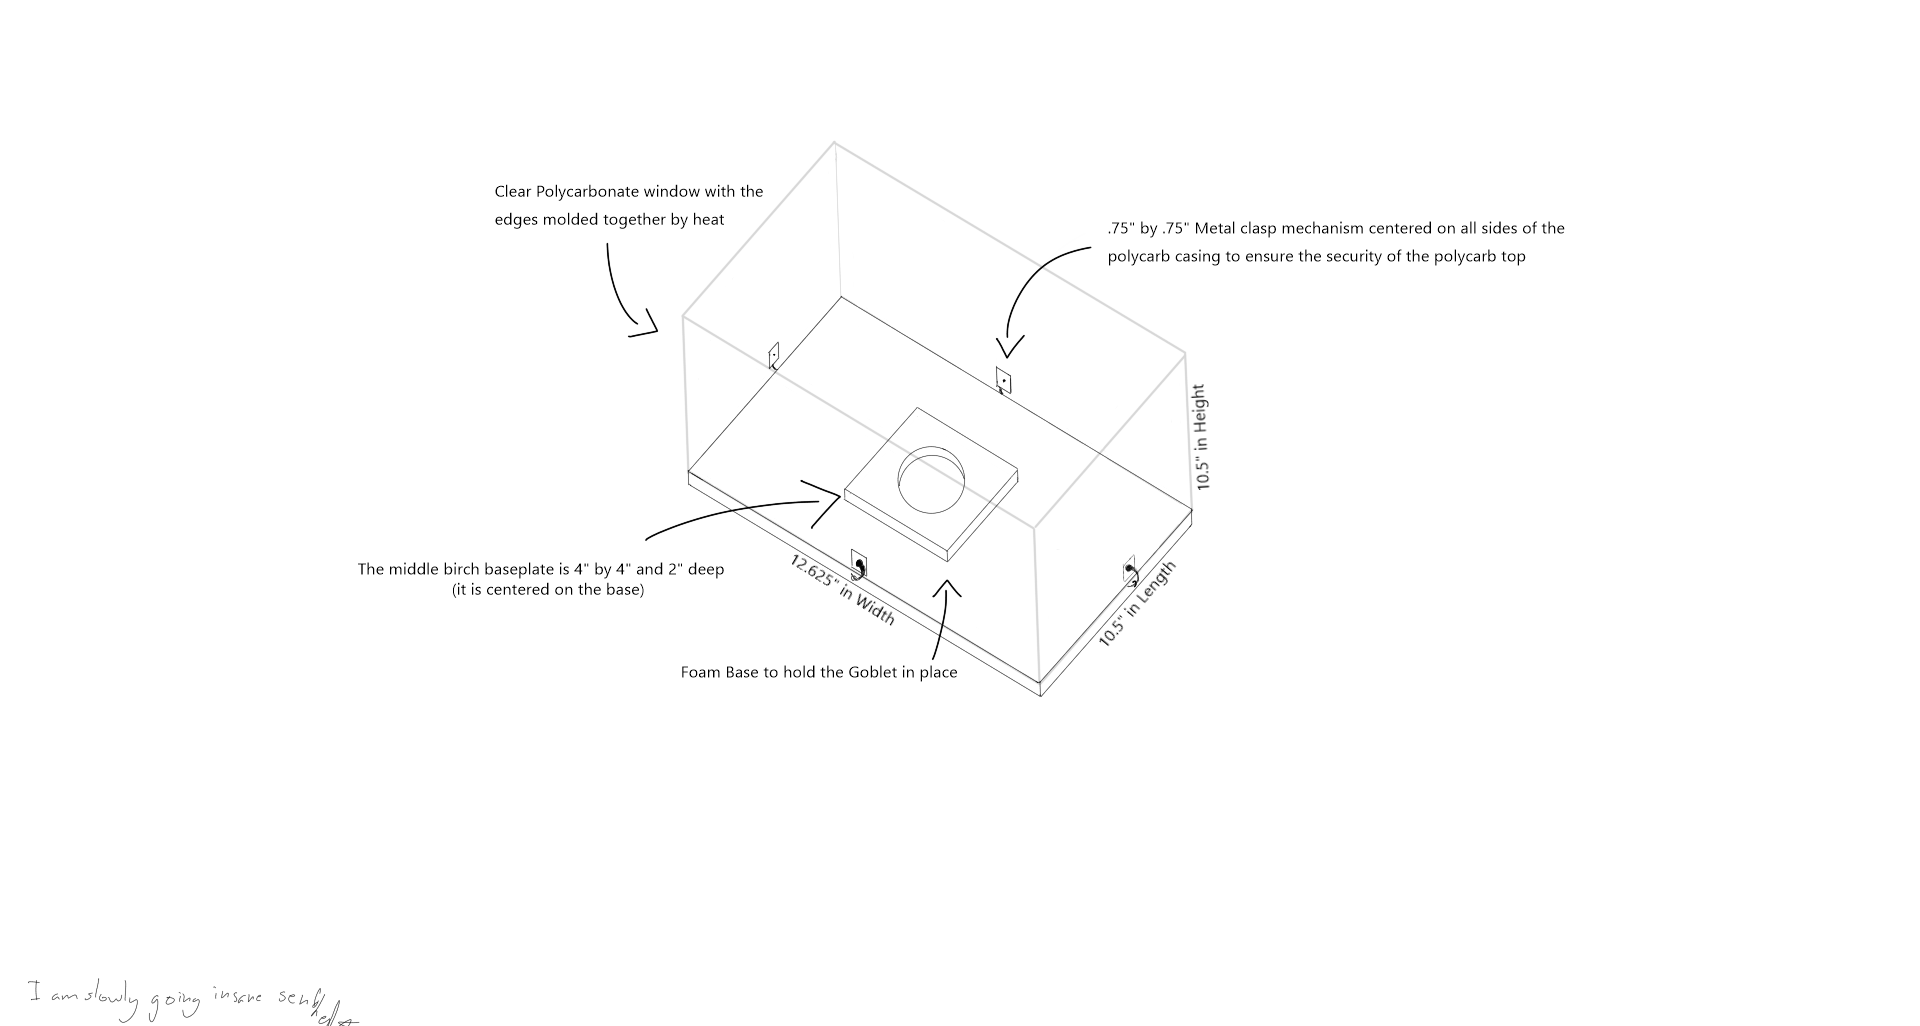 Clear Polycarbonate window with the
edges molded together by heat
.75" by .75" Metal clasp mechanism centered on all sides of the
polycarb casing to ensure the security of the polycarb top
10.5" in Height
The middle birch baseplate is 4" by 4" and 2" deep
(it is centered on the base)
12.625" in Width
10.5" in Length
Foam Base to hold the Goblet in place
I am slowly going insane send